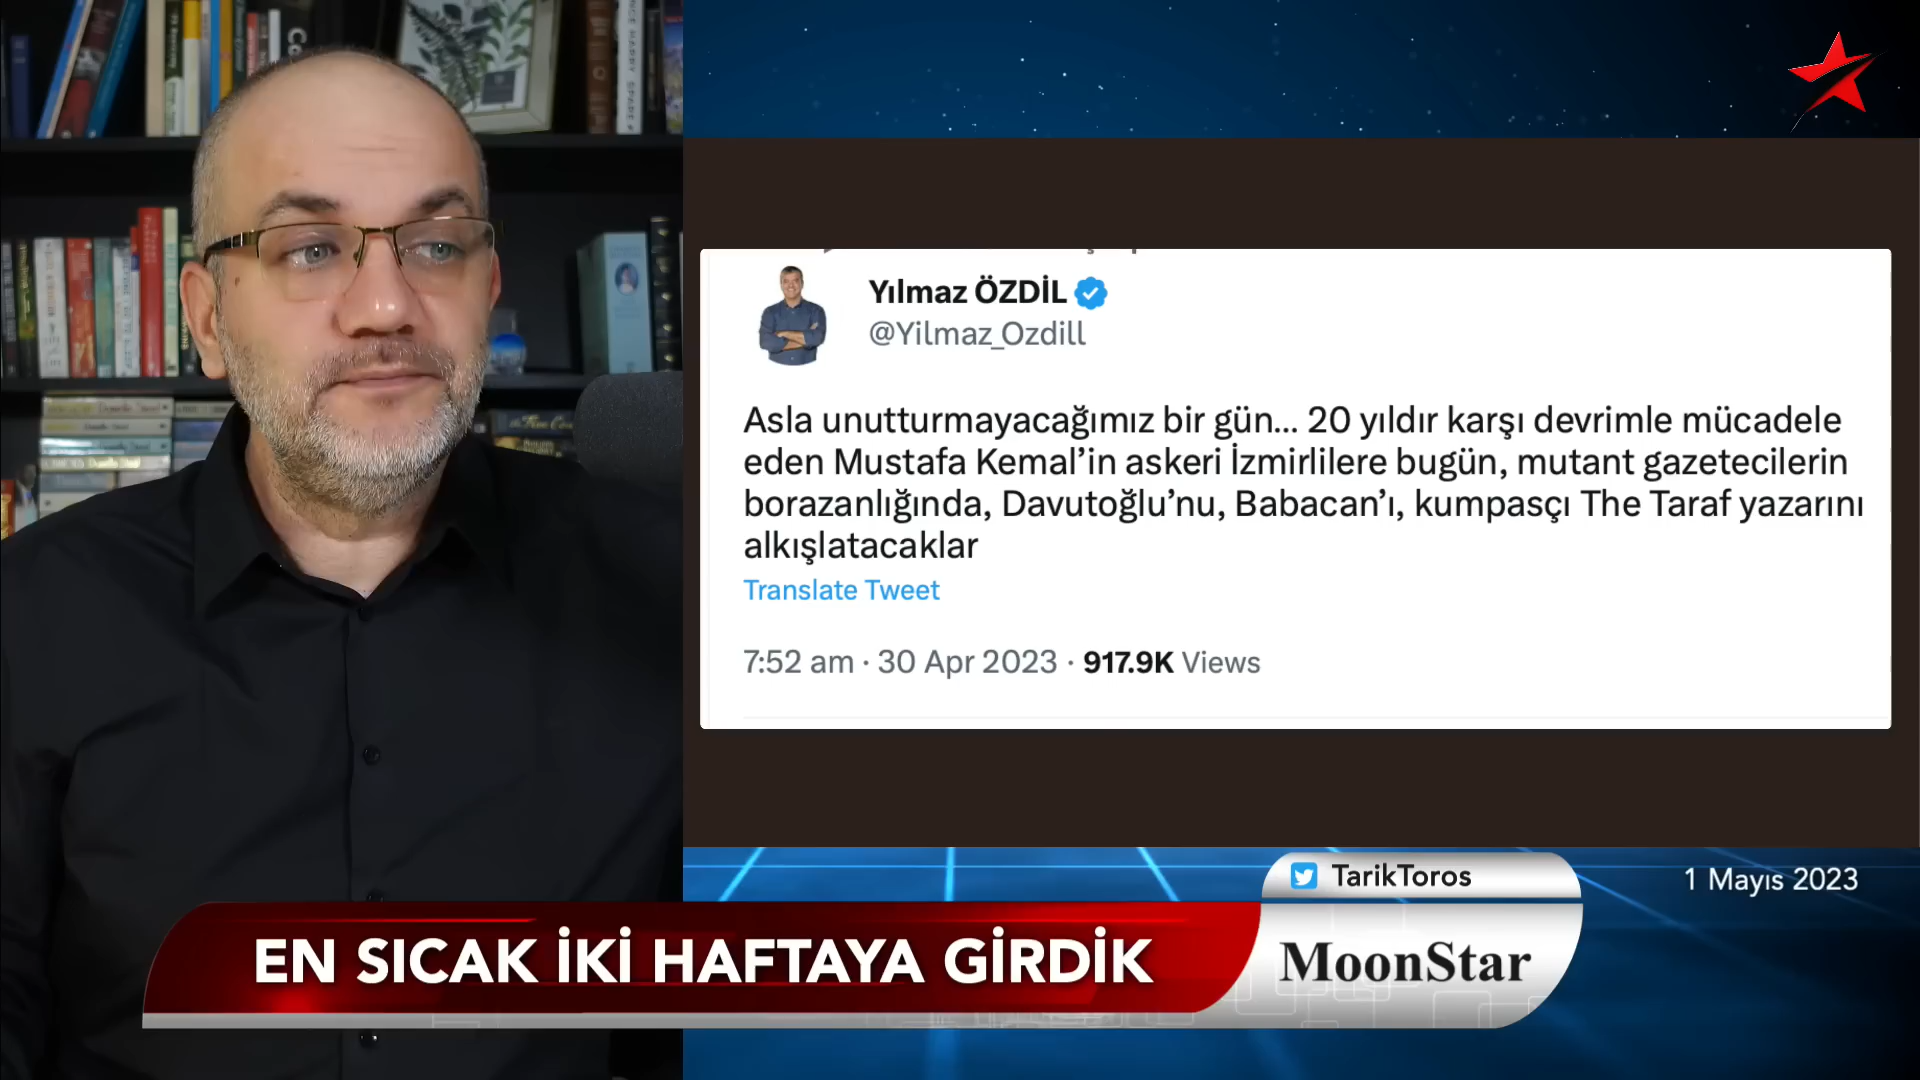 Yılmaz ÖZDİL
@Yilmaz_Ozdill
Asla unutturmayacağımız bir gün... 20 yıldır karşı devrimle mücadele
eden Mustafa Kemal’in askeri İzmirlilere bugün, mutant gazetecilerin
borazanlığında, Davutoğlu’nu, Babacan’ı, kumpasçı The Taraf yazarını
alkışlatacaklar
Translate Tweet
7:52 am · 30 Apr 2023 · 917.9K Views
TarikToros
1 Mayıs 2023
EN SICAK İKİ HAFTAYA GİRDİK
MoonStar